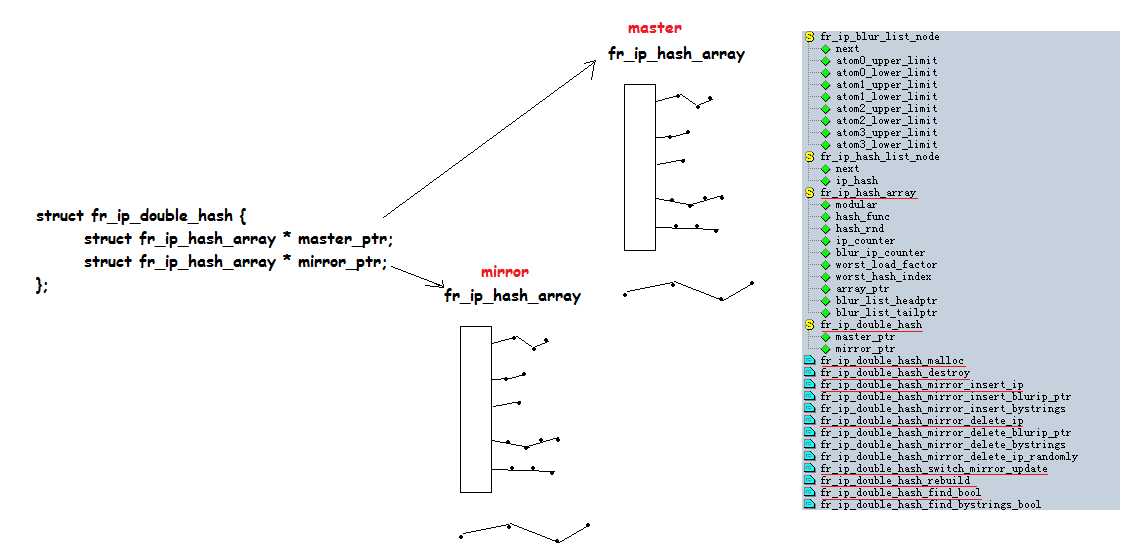 master
fr_ip_hash_array
struct fr_ip_double_hash {
struct fr_ip_hash_array * master_ptr;
struct fr_ip_hash_array * mirror_ptr;
};
mirror
fr_ip_hash_array
fr_ip_blur_list_node
next
atom0_upper_limit
atom0_lower_limit
atom1_upper_limit
atom1_lower_limit
atom2_upper_limit
atom2_lower_limit
atom3_upper_limit
atom3_lower_limit
fr_ip_hash_list_node
next
ip_hash
fr_ip_hash_array
modular
hash_func
hash_rnd
ip_counter
blur_ip_counter
worst_load_factor
worst_hash_index
array_ptr
blur_list_headptr
blur_list_tailptr
fr_ip_double_hash
master_ptr
mirror_ptr
fr_ip_double_hash_malloc
fr_ip_double_hash_destroy
fr_ip_double_hash_mirror_insert_ip
fr_ip_double_hash_mirror_insert_blurip_ptr
fr_ip_double_hash_mirror_insert_bystrings
fr_ip_double_hash_mirror_delete_ip
fr_ip_double_hash_mirror_delete_blurip_ptr
fr_ip_double_hash_mirror_delete_bystrings
fr_ip_double_hash_mirror_delete_ip_randomly
fr_ip_double_hash_switch_mirror_update
fr_ip_double_hash_rebuild
fr_ip_double_hash_find_bool
fr_ip_double_hash_find_bystrings_bool